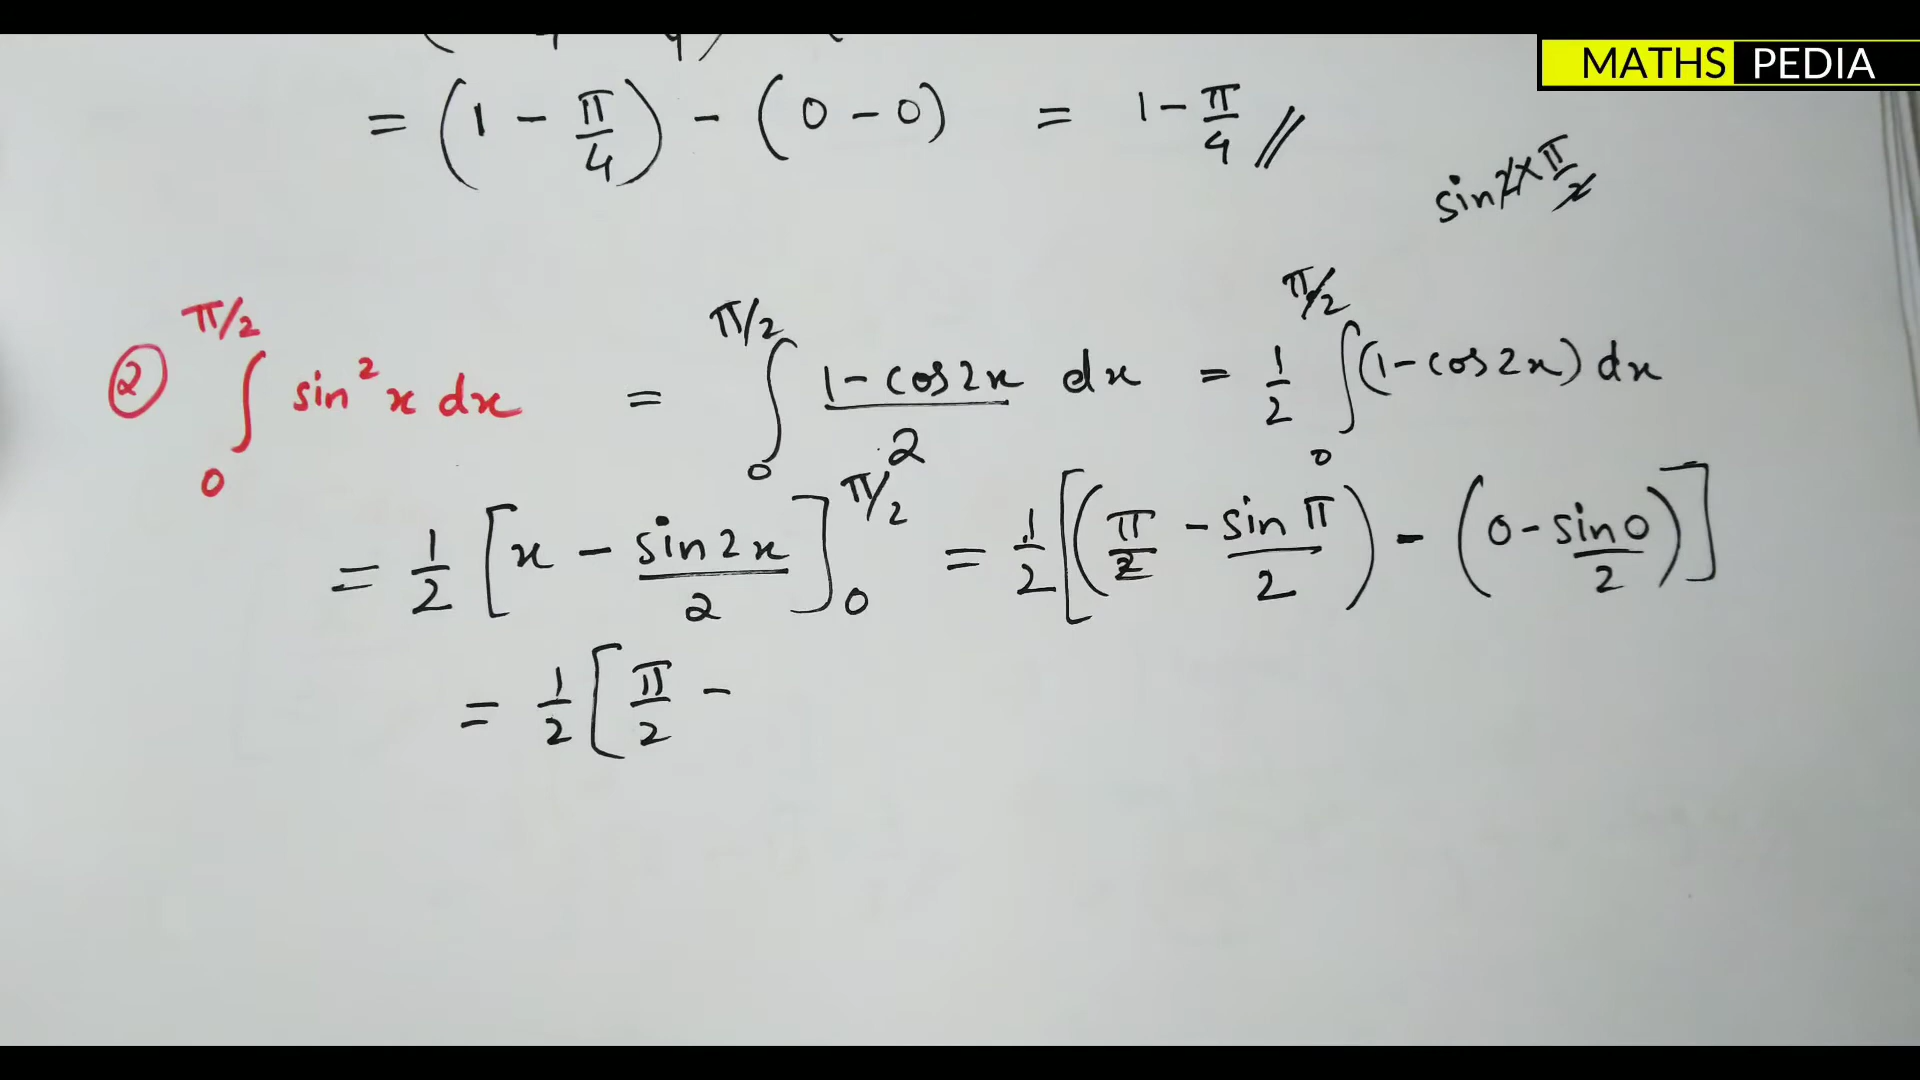 MATHS PEDIA
= (1 - π/4) - (0 - 0) = 1 - π/4 //
sin 2 × π/2
② ∫₀^(π/2) sin² x dx = ∫₀^(π/2) (1 - cos 2x)/2 dx = 1/2 ∫₀^(π/2) (1 - cos 2x) dx
= 1/2 [x - sin 2x/2]₀^(π/2) = 1/2 [(π/2 - sin π/2) - (0 - sin 0/2)]
= 1/2 [π/2 -